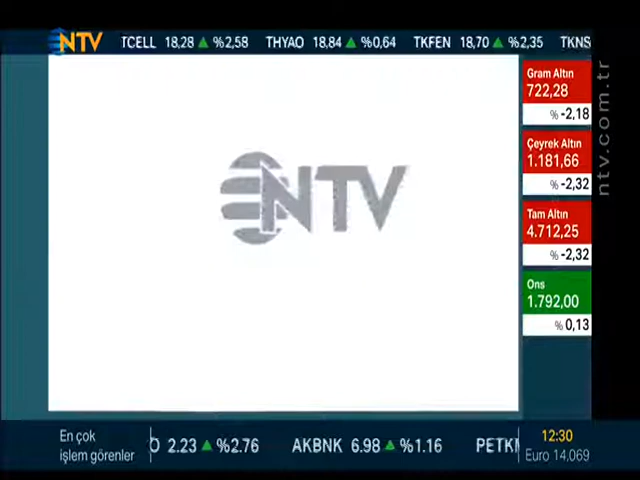 NTV TCELL 18,28 ▲ %2,58 THYAO 18,84 ▲ %0,64 TKFEN 18,70 ▲ %2,35 TKNS
Gram Altın
722,28
% -2,18
Çeyrek Altın
1.181,66
% -2,32
Tam Altın
4.712,25
% -2,32
Ons
1.792,00
% 0,13
ntv.com.tr
NTV
En çok
işlem görenler
O 2.23 ▲ %2.76 AKBNK 6.98 ▲ %1.16 PETKM
12:30
Euro 14,069